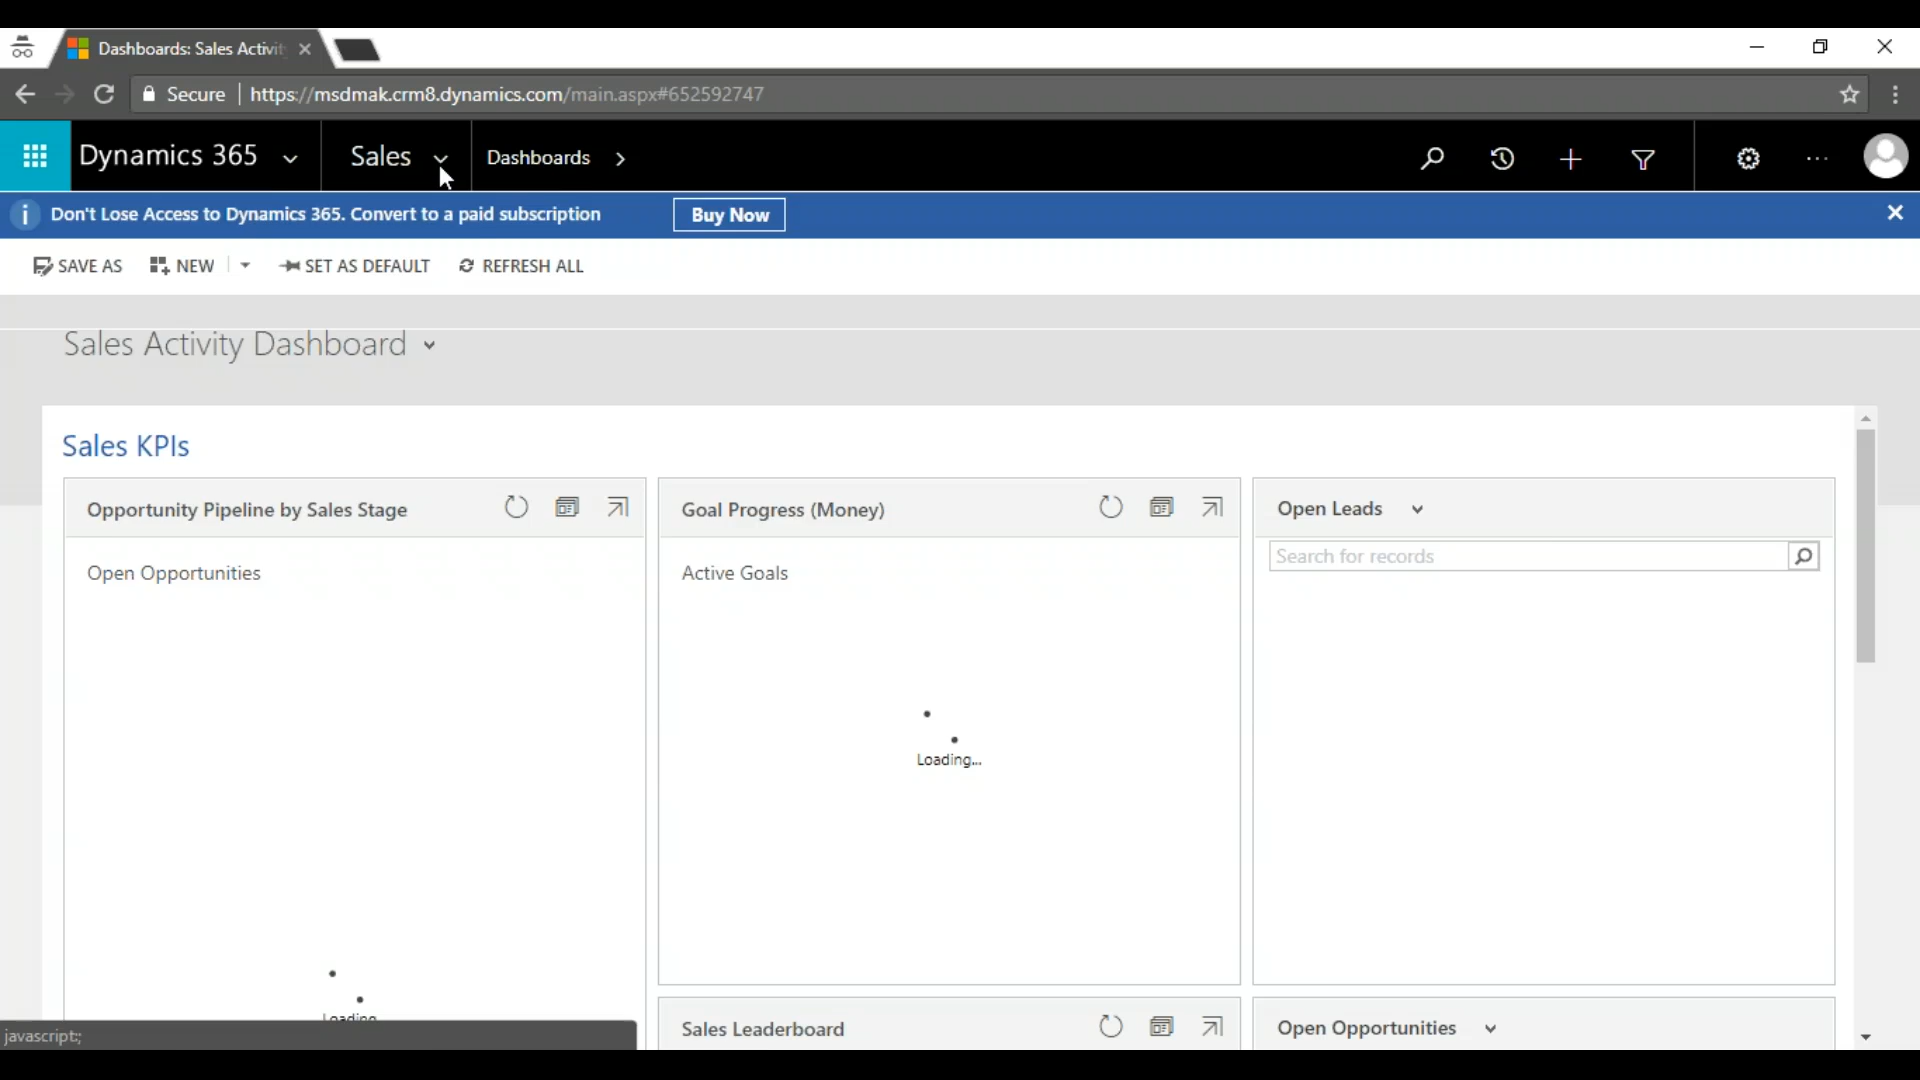 Dashboards: Sales Activit
Secure
https://msdmak.crm8.dynamics.com/main.aspx#652592747
Dynamics 365
Sales
Dashboards
Don't Lose Access to Dynamics 365. Convert to a paid subscription
Buy Now
SAVE AS
NEW
SET AS DEFAULT
REFRESH ALL
Sales Activity Dashboard
Sales KPIs
Opportunity Pipeline by Sales Stage
Open Opportunities
Loading
Goal Progress (Money)
Active Goals
Loading...
Open Leads
Search for records
Sales Leaderboard
Open Opportunities
javascript:;